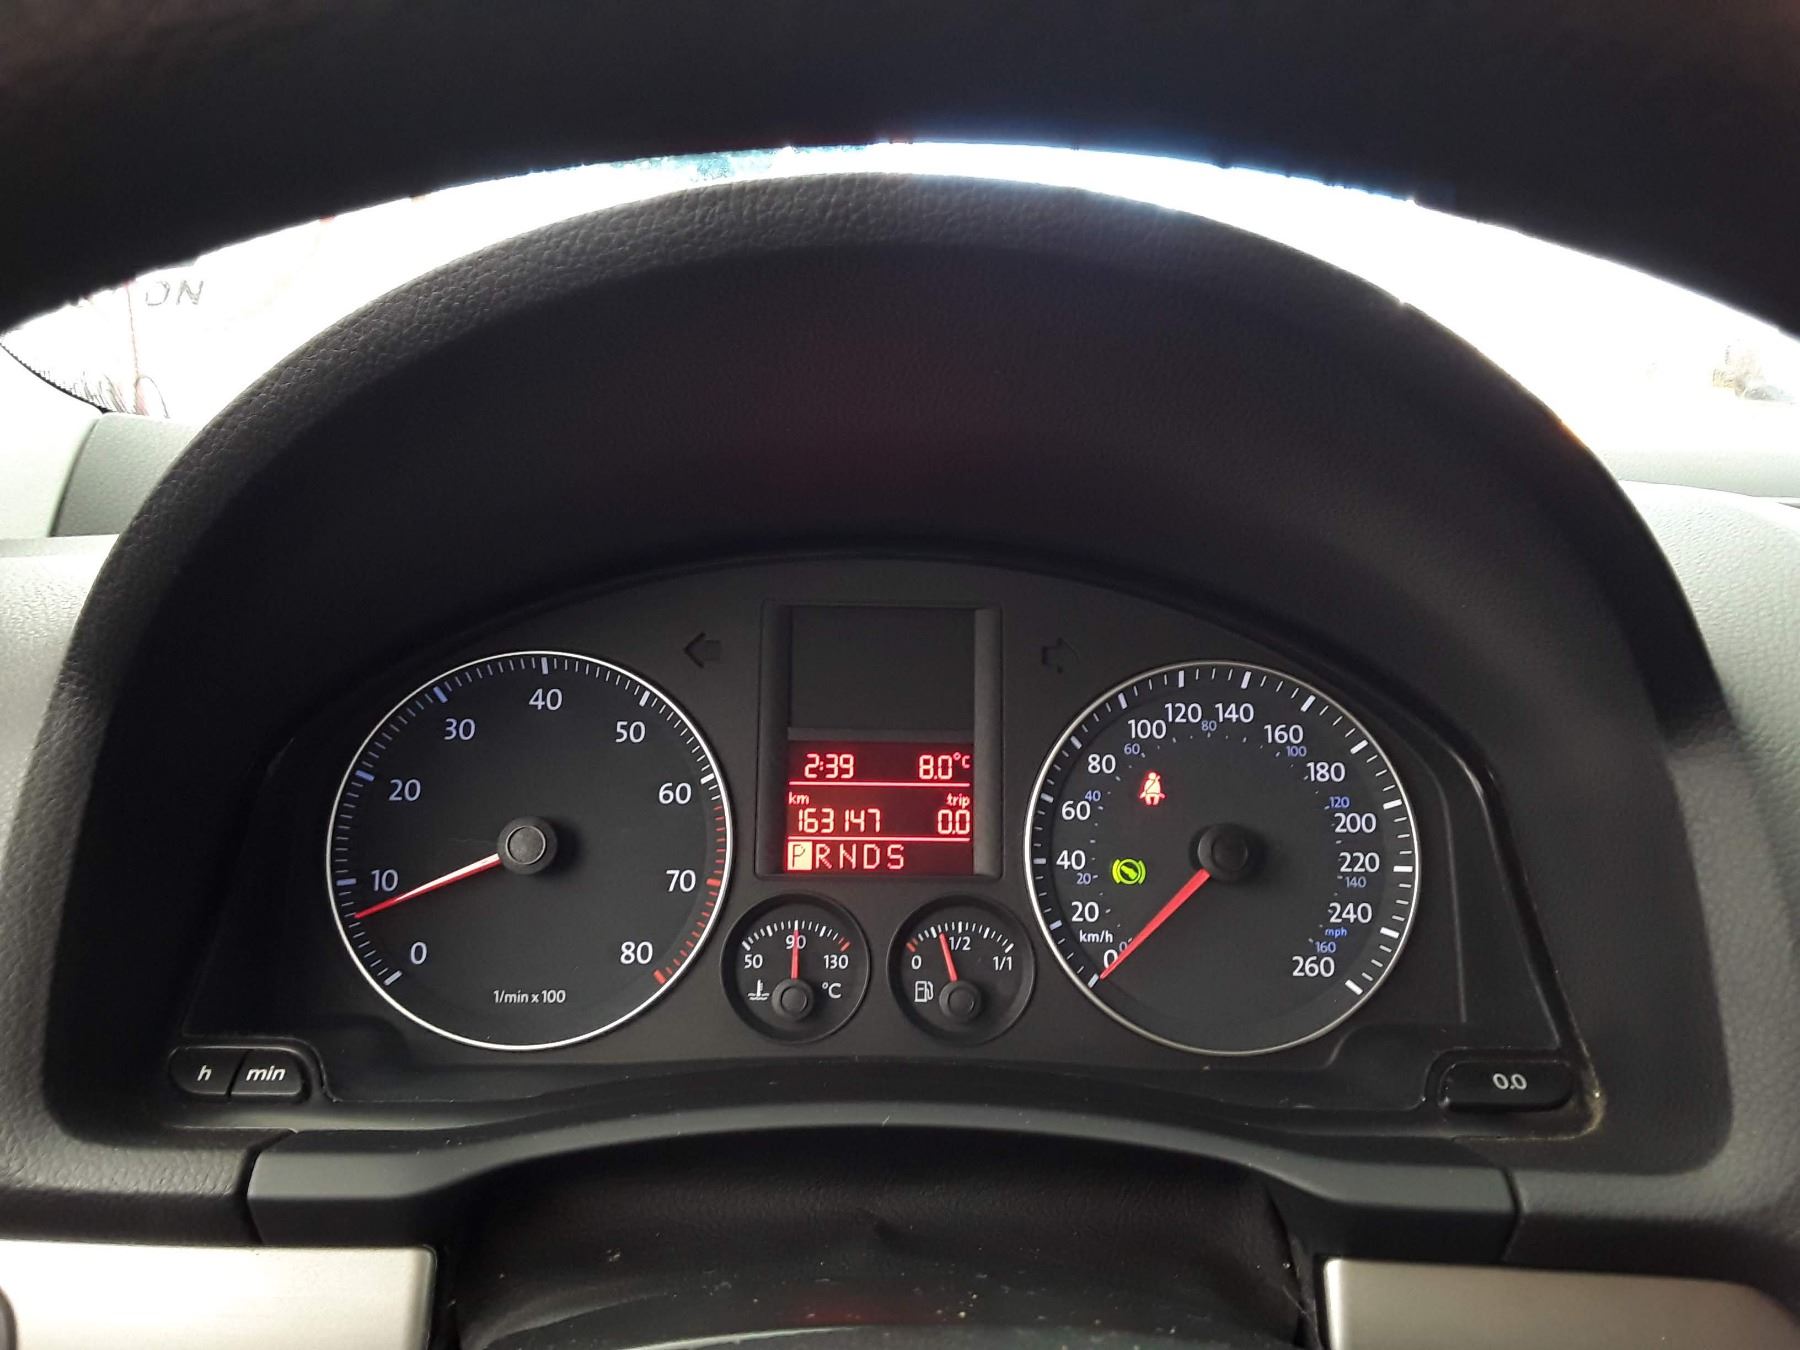 ON
0 10 20 30 40 50 60 70 80
1/min x 100
2:39 8.0°C
km trip
163147 0.0
P R N D S
50 90 130
°C
0 1/2 1/1
0 20 40 60 80 100 120 140 160 180 200 220 240 260
km/h
0 20 40 60 80 100 120 140 160
mph
h min
0.0